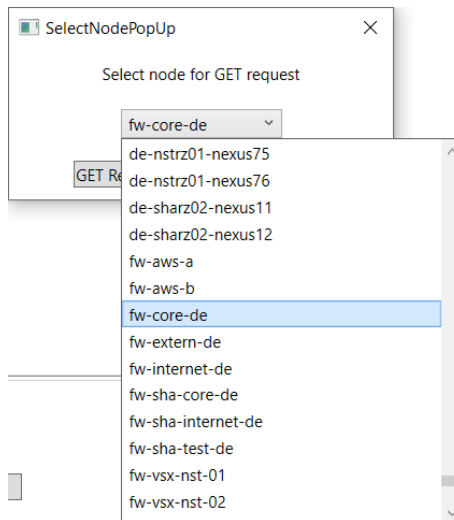 SelectNodePopUp
Select node for GET request
fw-core-de
GET Re
de-nstrz01-nexus75
de-nstrz01-nexus76
de-sharz02-nexus11
de-sharz02-nexus12
fw-aws-a
fw-aws-b
fw-core-de
fw-extern-de
fw-internet-de
fw-sha-core-de
fw-sha-internet-de
fw-sha-test-de
fw-vsx-nst-01
fw-vsx-nst-02